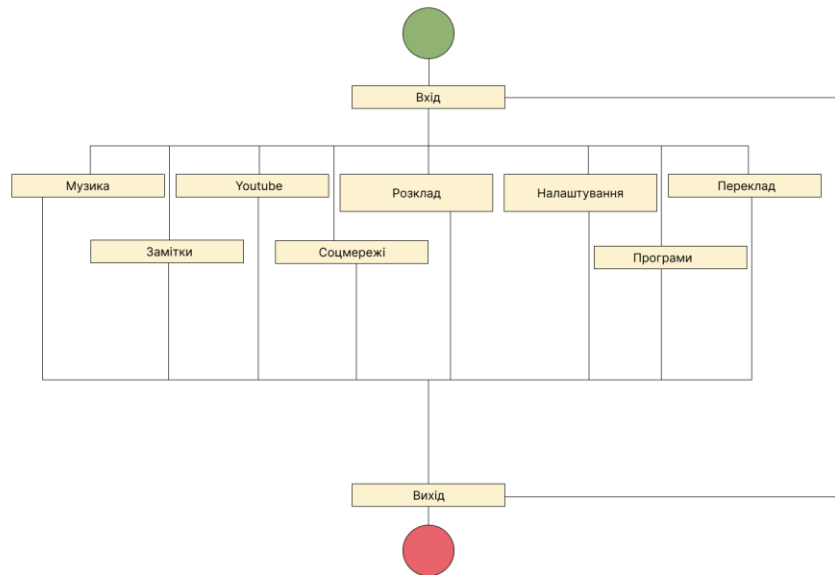 Вхід
Музика
Youtube
Розклад
Налаштування
Переклад
Замітки
Соцмережі
Програми
Вихід